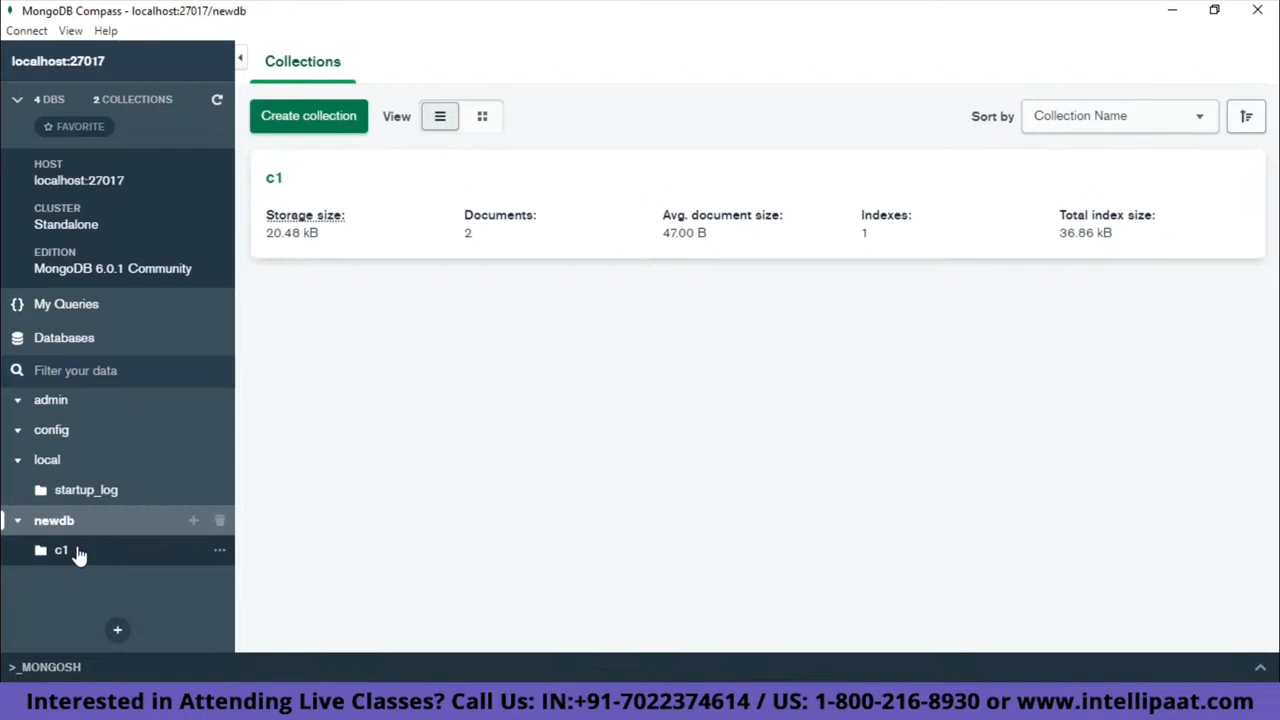 MongoDB Compass - localhost:27017/newdb
Connect View Help
localhost:27017
4 DBS 2 COLLECTIONS
FAVORITE
HOST
localhost:27017
CLUSTER
Standalone
EDITION
MongoDB 6.0.1 Community
My Queries
Databases
Filter your data
admin
config
local
startup_log
newdb
c1
Collections
Create collection View Sort by Collection Name
c1
Storage size: Documents: Avg. document size: Indexes: Total index size:
20.48 kB 2 47.00 B 1 36.86 kB
>_MONGOSH
Interested in Attending Live Classes? Call Us: IN:+91-7022374614 / US: 1-800-216-8930 or www.intellipaat.com